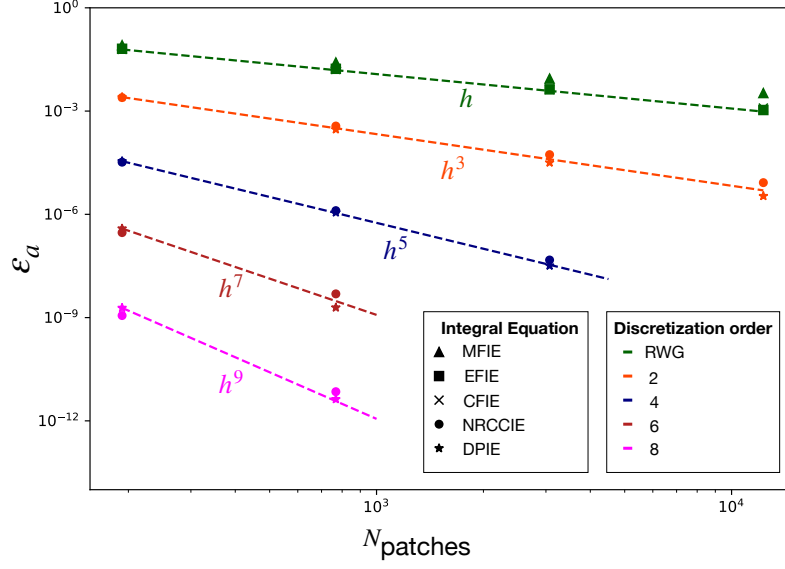 10^0
10^-3
10^-6
10^-9
10^-12
ε_a
h
h^3
h^5
h^7
h^9
Integral Equation
MFIE
EFIE
CFIE
NRCCIE
DPIE
Discretization order
RWG
2
4
6
8
10^3
10^4
N_patches